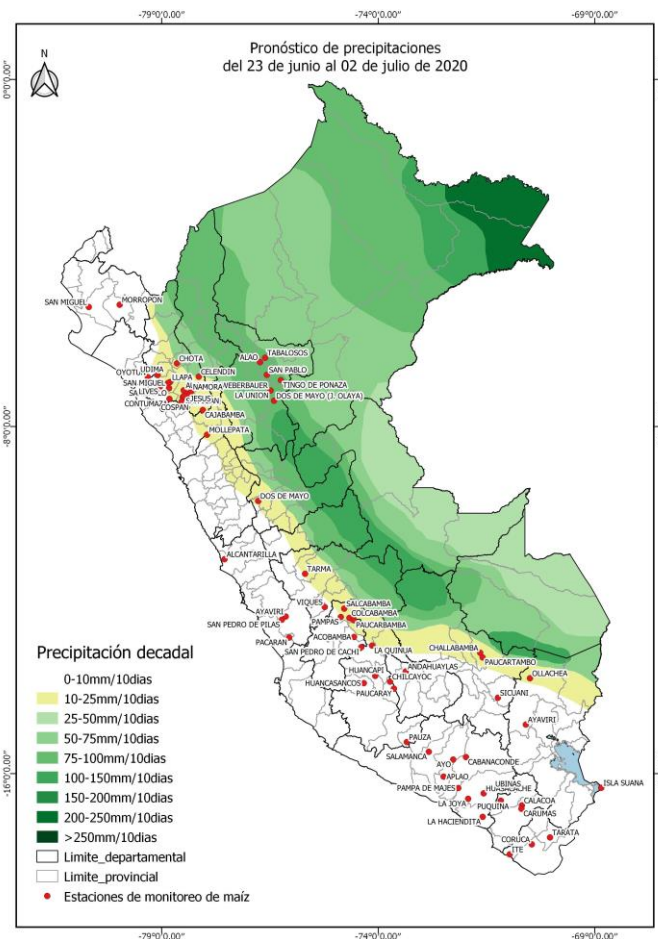 -79°0'0.00"
-74°0'0.00"
-69°0'0.00"
Pronóstico de precipitaciones
del 23 de junio al 02 de julio de 2020
N
0°0'0.00"
SAN MIGUEL
MORROPON
CHOTA
ALAO
TABALOSOS
UDIMA
CELENDIN
SAN PABLO
LLAPA
SAN MIGUEL
NAMORA
WEBERBAUER
TINGO DE PONAZA
LIVES
JESUS
LA UNION
DOS DE MAYO (J. OLAYA)
CONTUMAZA
COSPAN
CAJABAMBA
-8°0'0.00"
MOLLEPATA
DOS DE MAYO
ALCANTARILLA
TARMA
VIQUES
SALCABAMBA
AYAVIRI
COLCABAMBA
SAN PEDRO DE PILAS
PAMPAS
PAUCARBAMBA
PACARAN
ACOBAMBA
SAN PEDRO DE CACHI
LA QUINUA
CHALLABAMBA
PAUCARTAMBO
ANDAHUAYLAS
HUANCAPI
OLLACHEA
HUANCASANCOS
CHILCAYOC
PAUCARAY
SICUANI
AYAVIRI
PAUZA
SALAMANCA
AYO
CABANACONDE
APLAO
-16°0'0.00"
UBINAS
ISLA SUANA
PAMPA DE MAJES
HUASACACHE
LA JOYA
CALACOA
PUQUINA
CARUMAS
LA HACIENDITA
CORUCA
TARATA
ITE
Precipitación decadal
0-10mm/10dias
10-25mm/10dias
25-50mm/10dias
50-75mm/10dias
75-100mm/10dias
100-150mm/10dias
150-200mm/10dias
200-250mm/10dias
>250mm/10dias
Limite_departamental
Limite_provincial
Estaciones de monitoreo de maíz
-79°0'0.00"
-74°0'0.00"
-69°0'0.00"